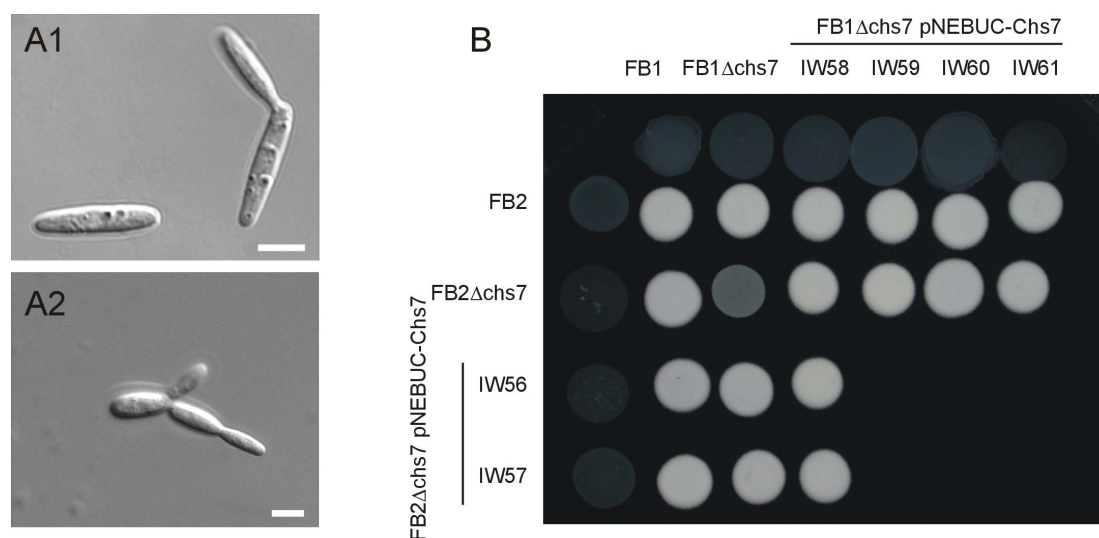 A1
A2
B
FB1Δchs7 pNEBUC-Chs7
FB1
FB1Δchs7
IW58
IW59
IW60
IW61
FB2
FB2Δchs7
FB2Δchs7 pNEBUC-Chs7
IW56
IW57